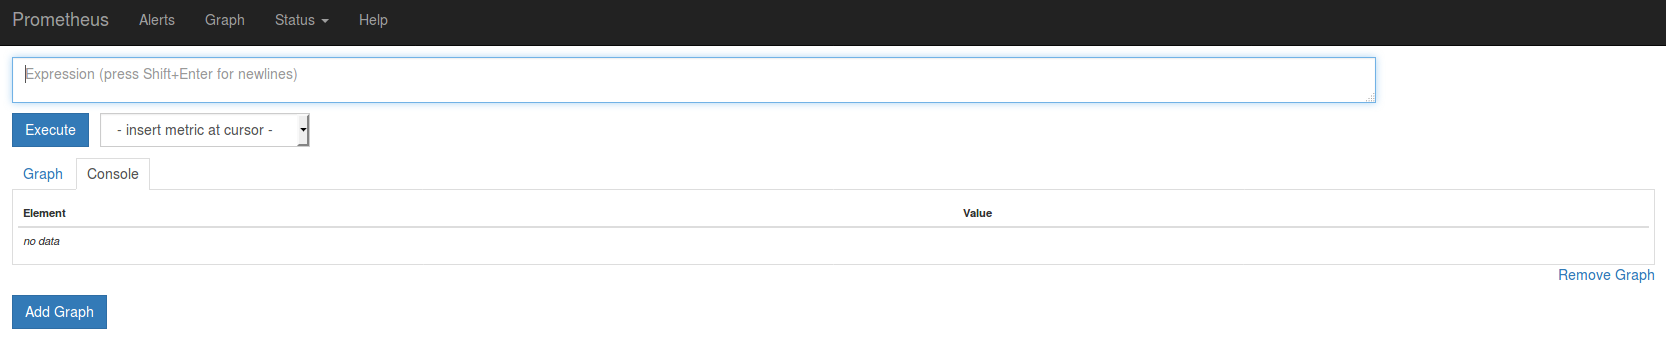 Prometheus Alerts Graph Status Help
Expression (press Shift+Enter for newlines)
Execute - insert metric at cursor -
Graph Console
Element Value
no data
Remove Graph
Add Graph